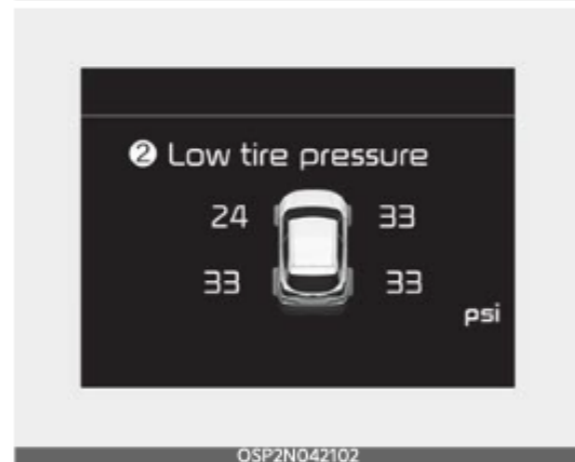 ❷ Low tire pressure
24 33
33 33
psi
OSP2N042102